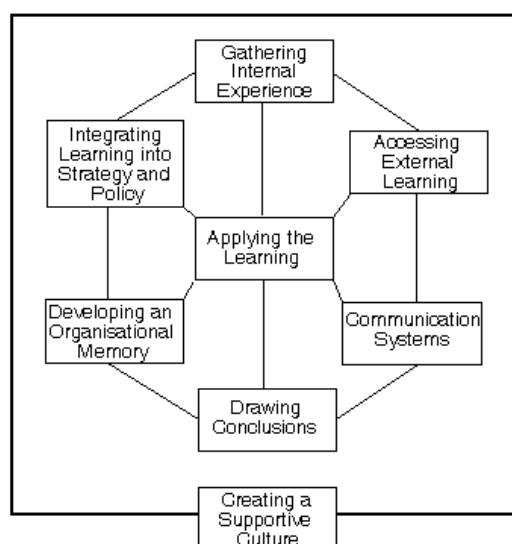 Gathering
Internal
Experience
Integrating
Learning into
Strategy and
Policy
Accessing
External
Learning
Applying the
Learning
Developing an
Organisational
Memory
Communication
Systems
Drawing
Conclusions
Creating a
Supportive
Culture